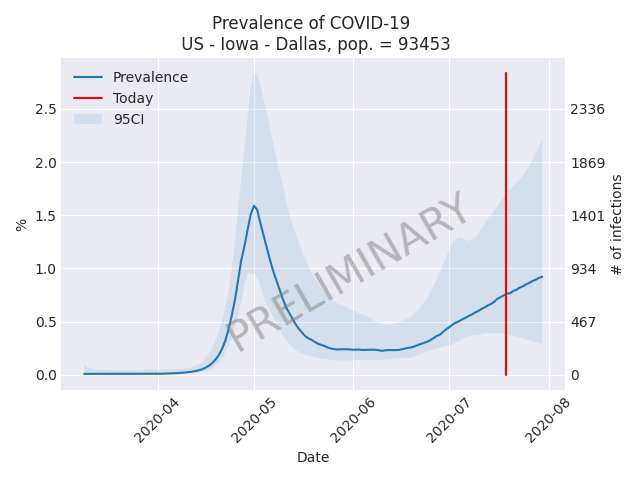 Prevalence of COVID-19
US - Iowa - Dallas, pop. = 93453
Prevalence
Today
95CI
PRELIMINARY
%
2.5
2.0
1.5
1.0
0.5
0.0
2336
1869
1401
934
467
0
# of infections
2020-04
2020-05
2020-06
2020-07
2020-08
Date